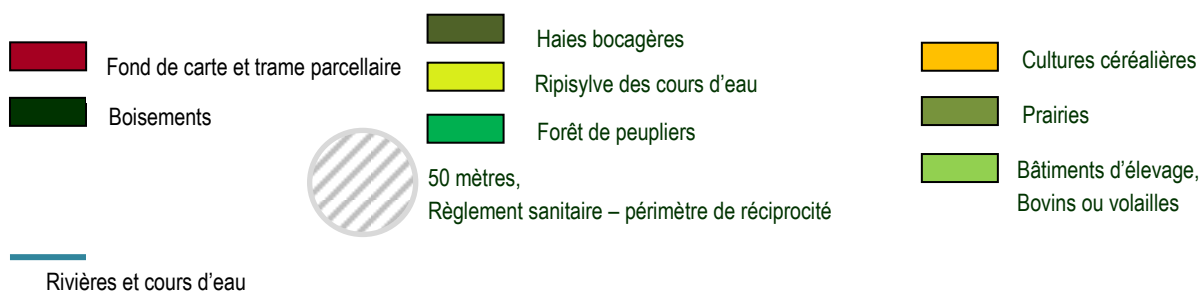 Fond de carte et trame parcellaire
Boisements
Haies bocagères
Ripisylve des cours d’eau
Forêt de peupliers
50 mètres,
Règlement sanitaire – périmètre de réciprocité
Cultures céréalières
Prairies
Bâtiments d’élevage,
Bovins ou volailles
Rivières et cours d’eau